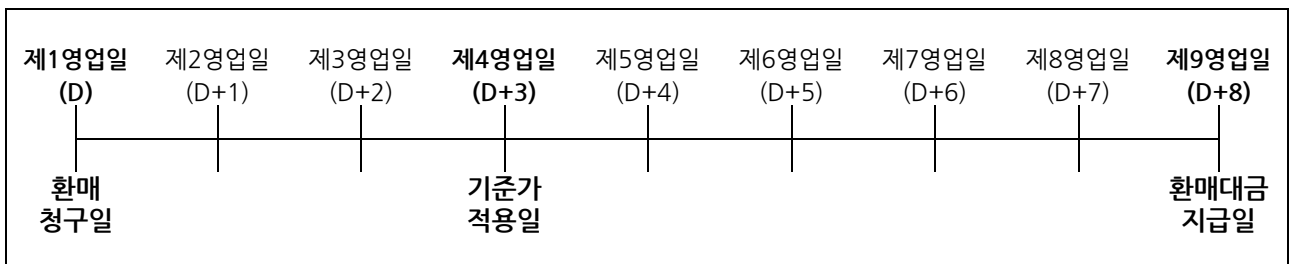 제1영업일 제2영업일 제3영업일 제4영업일 제5영업일 제6영업일 제7영업일 제8영업일 제9영업일
(D) (D+1) (D+2) (D+3) (D+4) (D+5) (D+6) (D+7) (D+8)
환매 기준가 환매대금
청구일 적용일 지급일